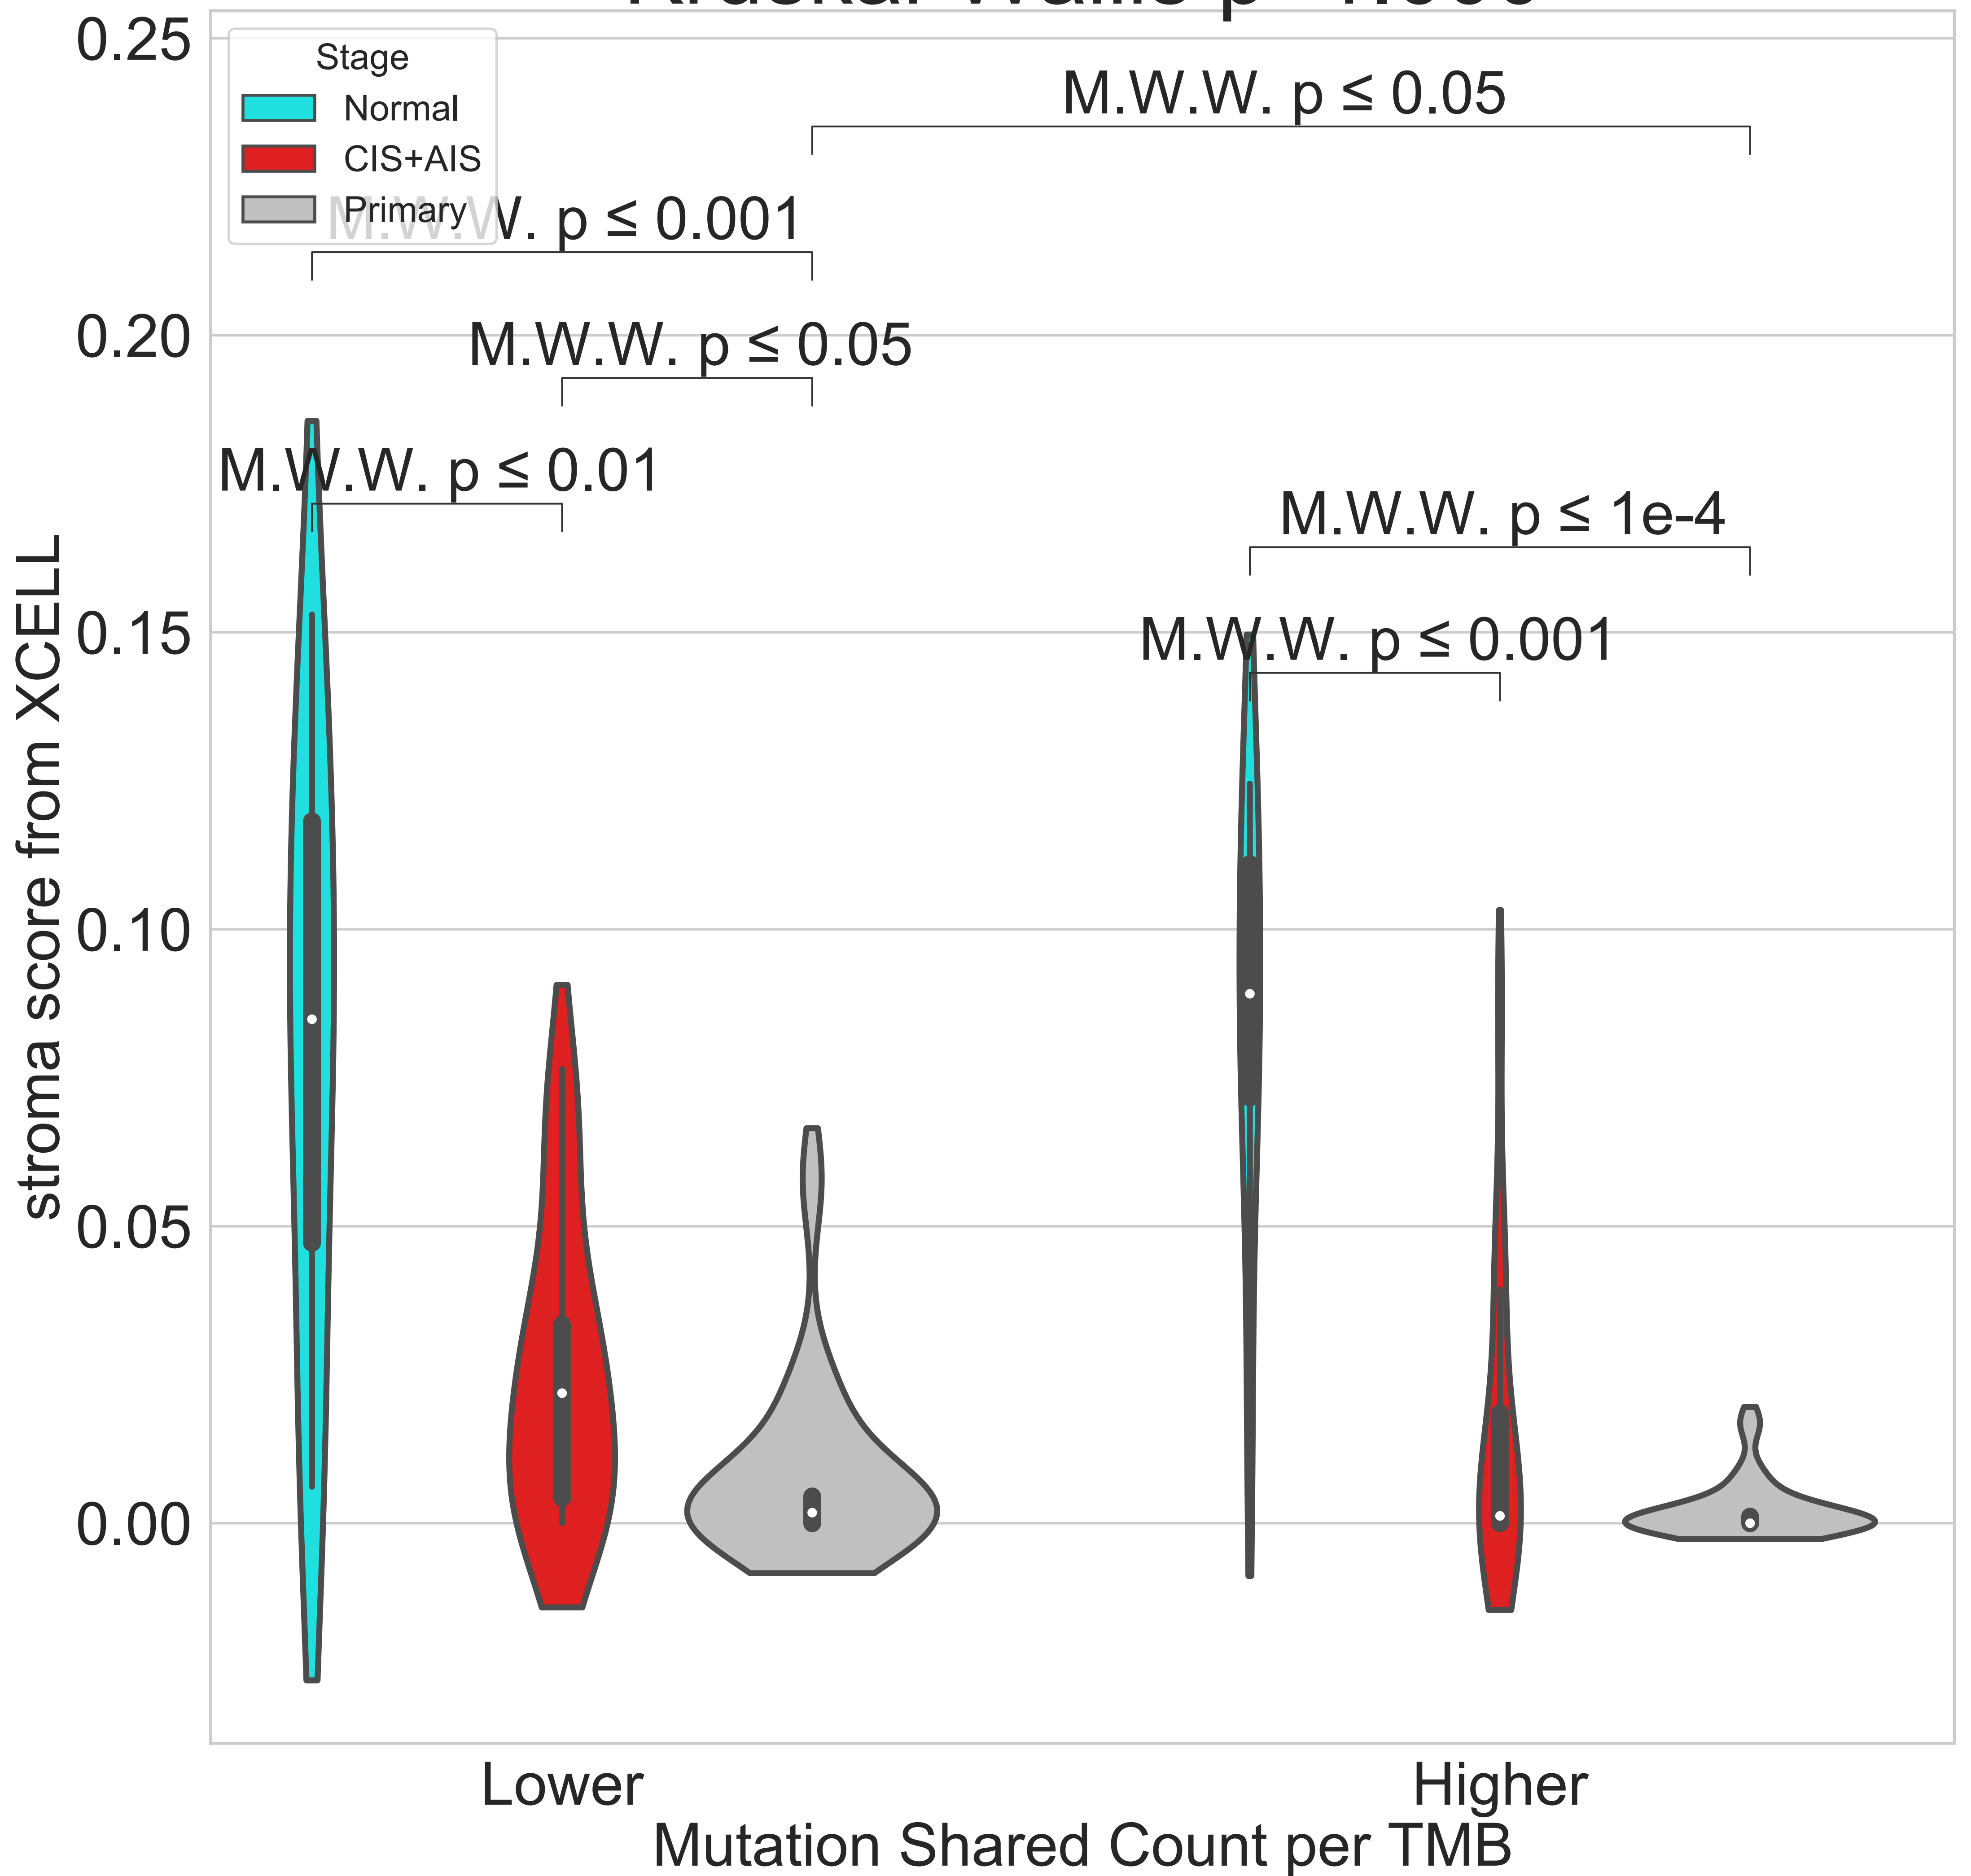 0.25
Stage
Normal
CIS+AIS
Primary
M.W.W. p ≤ 0.05
M.W.W. p ≤ 0.001
0.20
M.W.W. p ≤ 0.05
M.W.W. p ≤ 0.01
M.W.W. p ≤ 1e-4
0.15
M.W.W. p ≤ 0.001
stroma score from XCELL
0.10
0.05
0.00
Lower
Higher
Mutation Shared Count per TMB